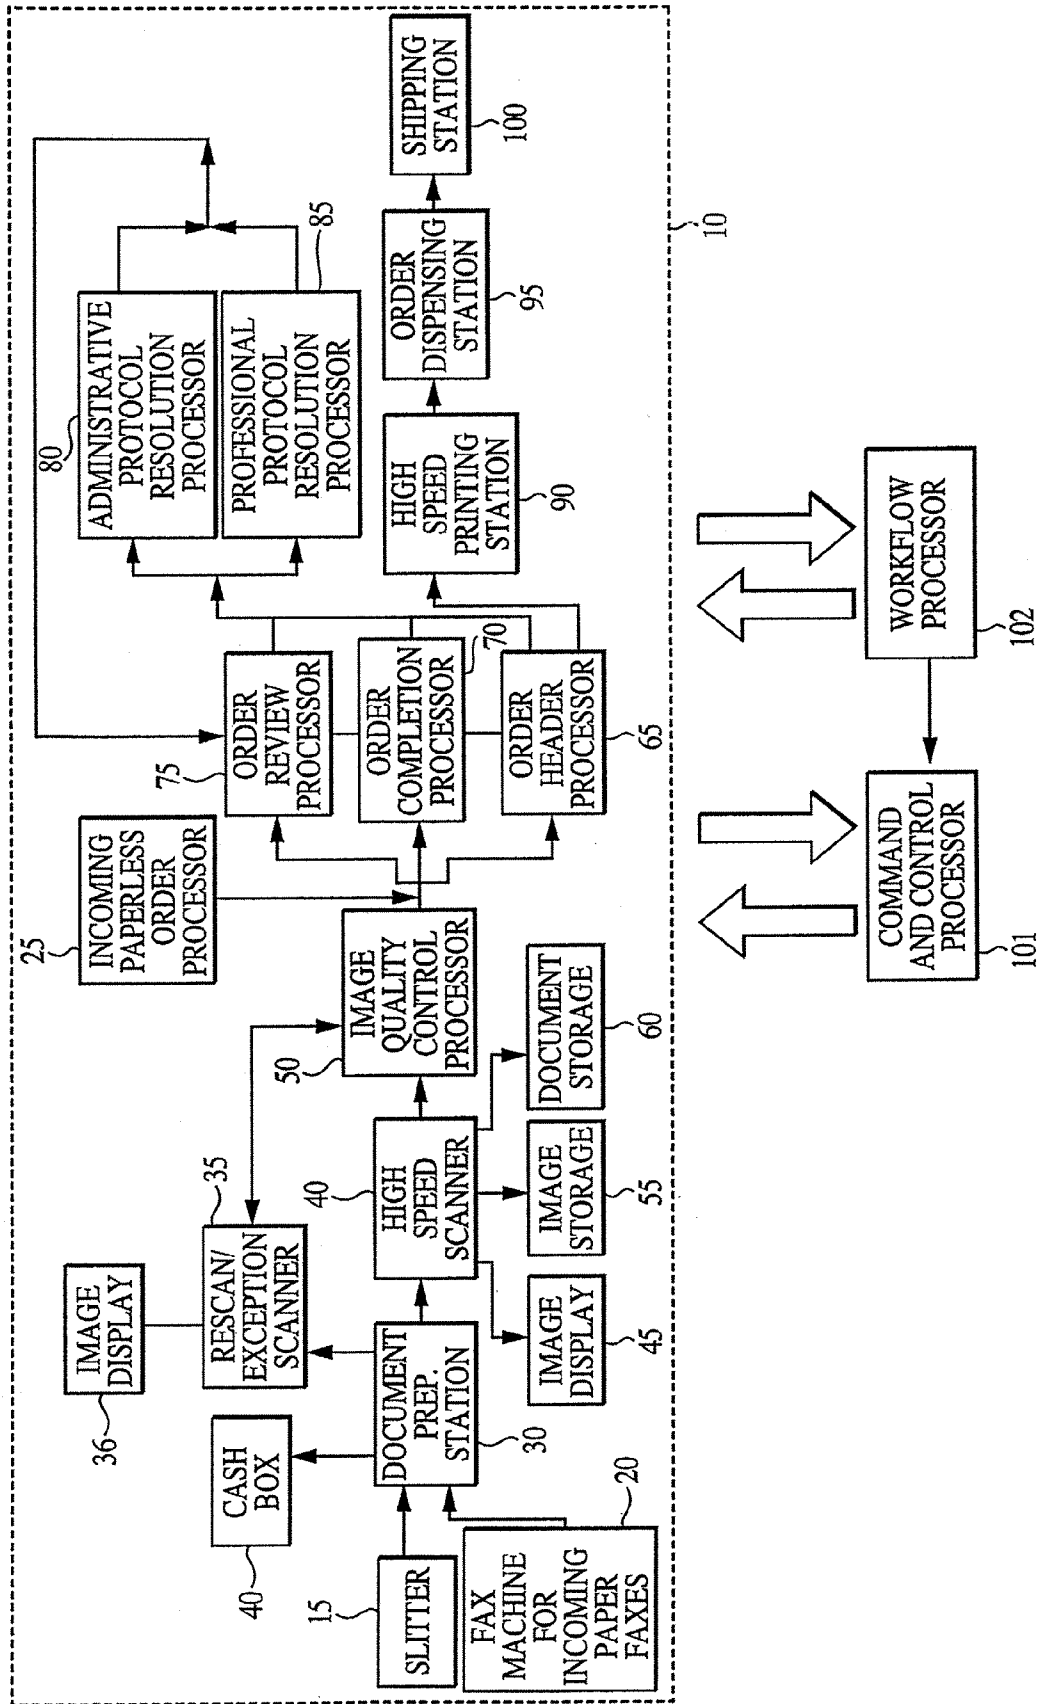 SLITTER
15
FAX
MACHINE
FOR
INCOMING
PAPER
FAXES
20
CASH
BOX
40
DOCUMENT
PREP.
STATION
30
IMAGE
DISPLAY
36
RESCAN/
EXCEPTION
SCANNER
35
HIGH
SPEED
SCANNER
40
IMAGE
DISPLAY
45
IMAGE
STORAGE
55
DOCUMENT
STORAGE
60
IMAGE
QUALITY
CONTROL
PROCESSOR
50
INCOMING
PAPERLESS
ORDER
PROCESSOR
25
ORDER
REVIEW
PROCESSOR
75
ORDER
COMPLETION
PROCESSOR
70
ORDER
HEADER
PROCESSOR
65
ADMINISTRATIVE
PROTOCOL
RESOLUTION
PROCESSOR
80
PROFESSIONAL
PROTOCOL
RESOLUTION
PROCESSOR
85
HIGH
SPEED
PRINTING
STATION
90
ORDER
DISPENSING
STATION
95
SHIPPING
STATION
100
10
COMMAND
AND CONTROL
PROCESSOR
101
WORKFLOW
PROCESSOR
102